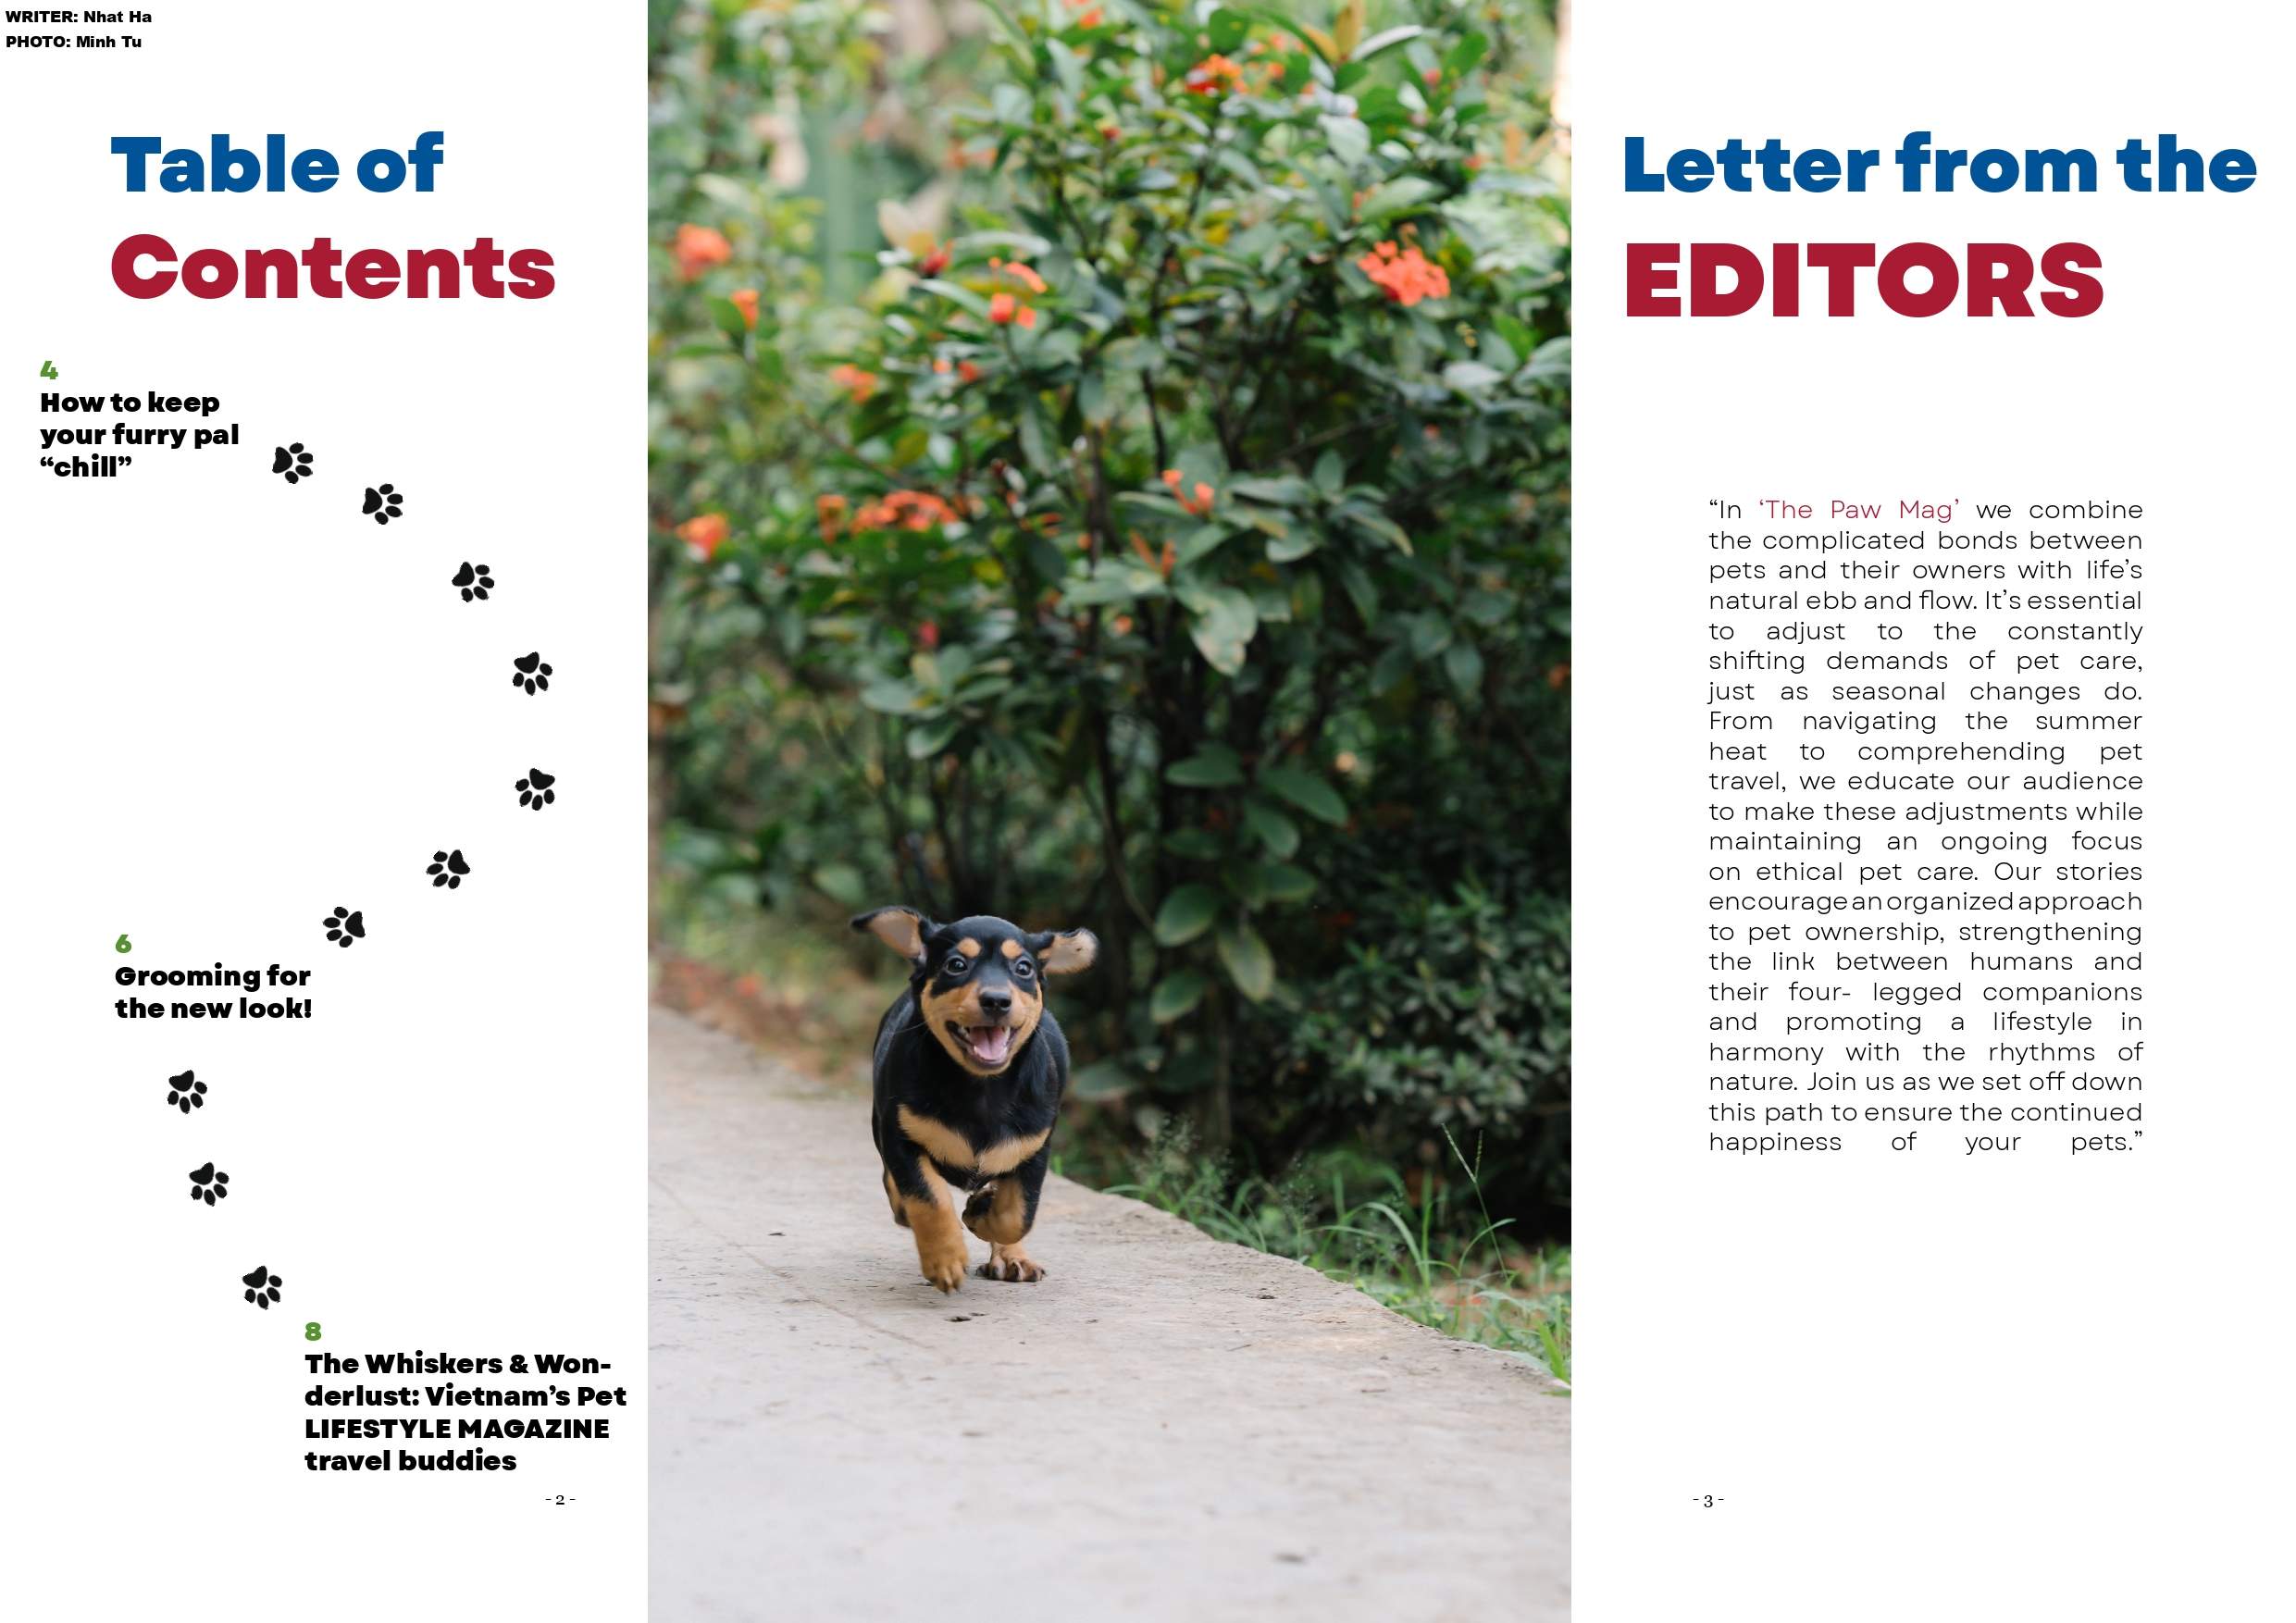 WRITER: Nhat Ha
PHOTO: Minh Tu
Table of
Contents
4
How to keep
your furry pal
“chill”
6
Grooming for
the new look!
8
The Whiskers & Won-
derlust: Vietnam’s Pet
LIFESTYLE MAGAZINE
travel buddies
- 2 -
Letter from the
EDITORS
“In ‘The Paw Mag’ we combine
the complicated bonds between
pets and their owners with life’s
natural ebb and flow. It’s essential
to adjust to the constantly
shifting demands of pet care,
just as seasonal changes do.
From navigating the summer
heat to comprehending pet
travel, we educate our audience
to make these adjustments while
maintaining an ongoing focus
on ethical pet care. Our stories
encourage an organized approach
to pet ownership, strengthening
the link between humans and
their four- legged companions
and promoting a lifestyle in
harmony with the rhythms of
nature. Join us as we set off down
this path to ensure the continued
happiness of your pets.”
- 3 -